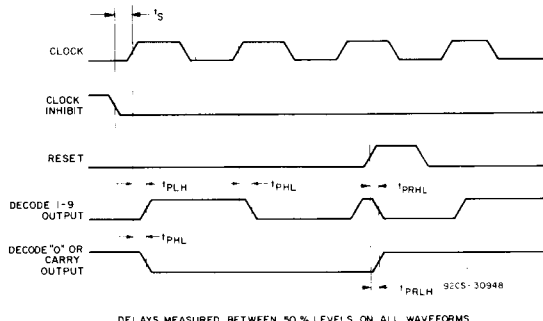 tS
CLOCK
CLOCK
INHIBIT
RESET
tPLH
tPHL
tPRHL
DECODE 1-9
OUTPUT
tPHL
DECODE "O" OR
CARRY
OUTPUT
tPRLH
92CS-30948
DELAYS MEASURED BETWEEN 50 % LEVELS ON ALL WAVEFORMS